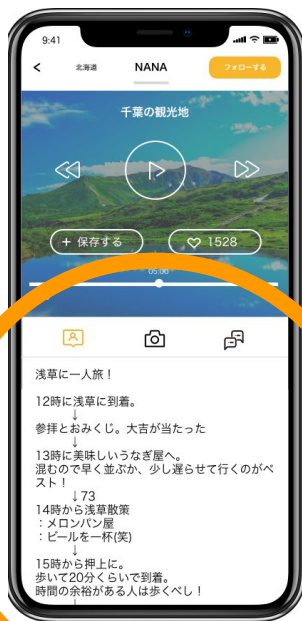 9:41
北海道
NANA
フォローする
千葉の観光地
+ 保存する
1528
05:00
浅草に一人旅！
12時に浅草に到着。
↓
参拝とおみくじ。大吉が当たった
↓
13時に美味しいうなぎ屋へ。
混むので早く並ぶか、少し遅らせて行くのがベ
スト！
↓73
14時から浅草散策
：メロンパン屋
：ビールを一杯(笑)
↓
15時から押上に。
歩いて20分くらいで到着。
時間の余裕がある人は歩くべし！
↓